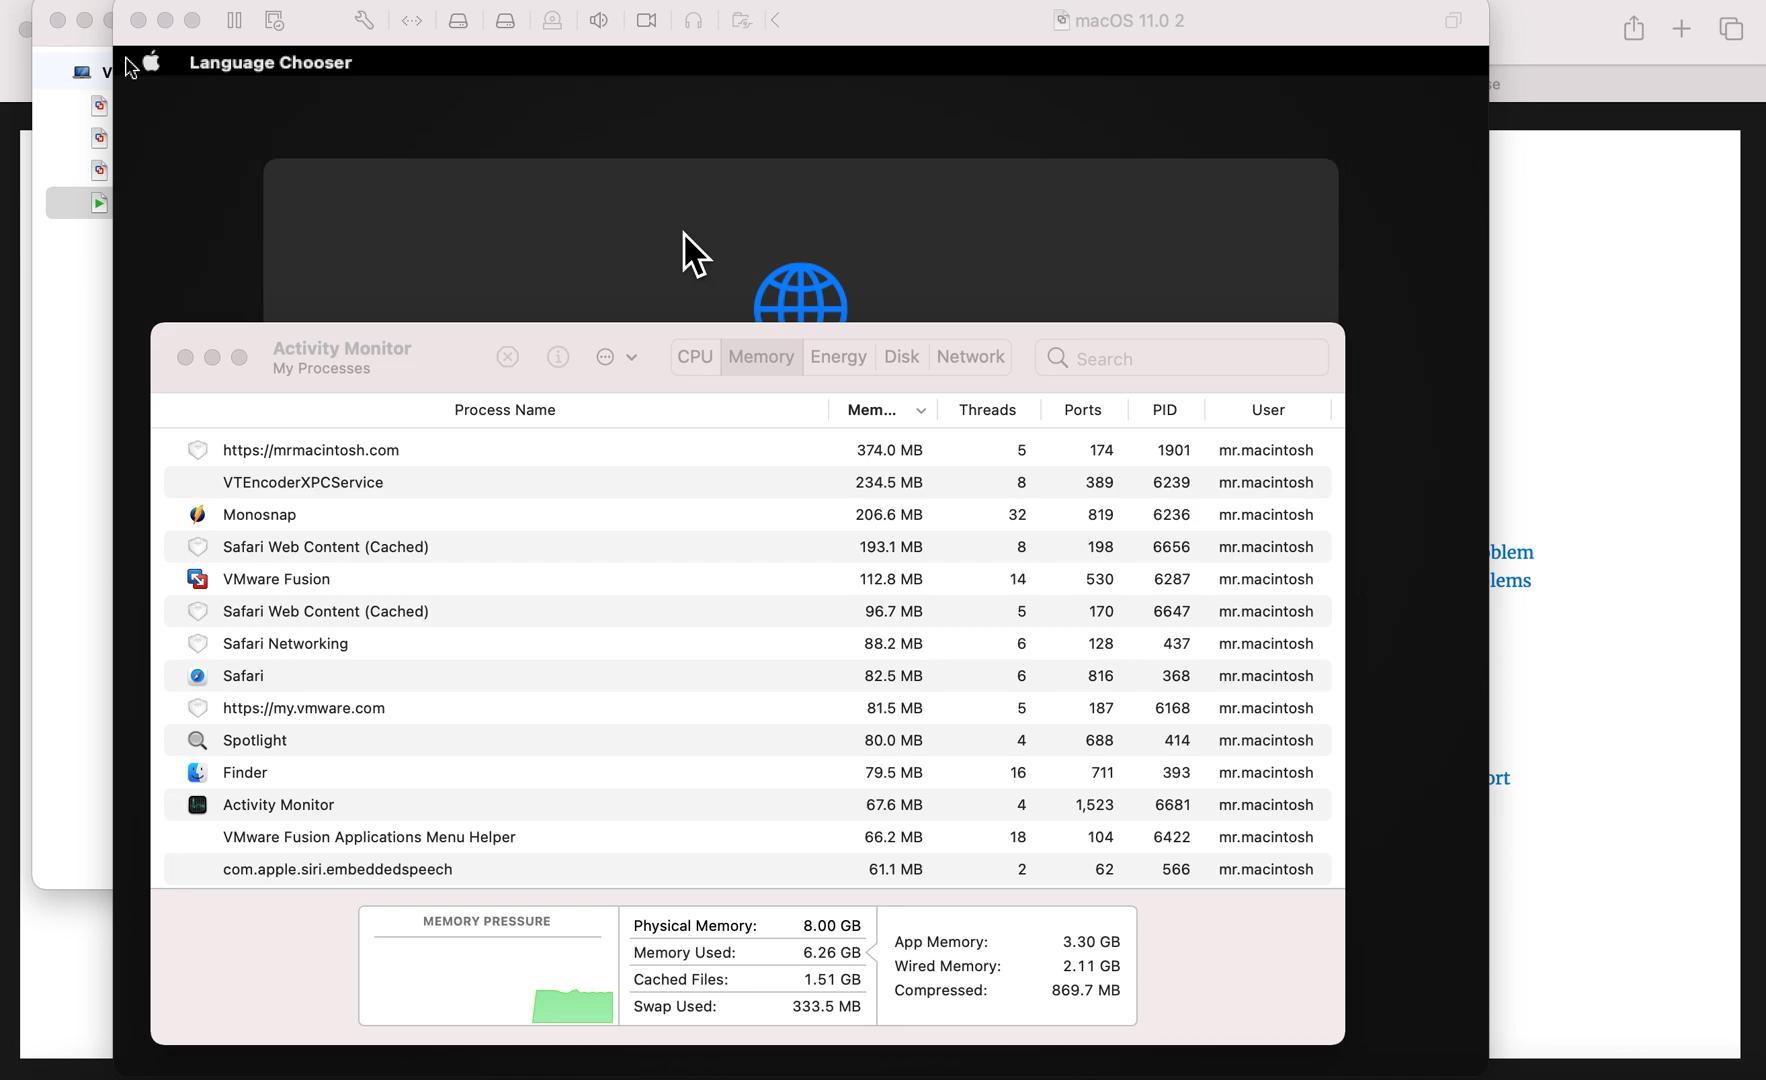 macOS 11.0 2
Language Chooser
V
se
Activity Monitor
My Processes
CPU Memory Energy Disk Network
Search
Process Name Mem... Threads Ports PID User
https://mrmacintosh.com 374.0 MB 5 174 1901 mr.macintosh
VTEncoderXPCService 234.5 MB 8 389 6239 mr.macintosh
Monosnap 206.6 MB 32 819 6236 mr.macintosh
Safari Web Content (Cached) 193.1 MB 8 198 6656 mr.macintosh
blem
VMware Fusion 112.8 MB 14 530 6287 mr.macintosh
lems
Safari Web Content (Cached) 96.7 MB 5 170 6647 mr.macintosh
Safari Networking 88.2 MB 6 128 437 mr.macintosh
Safari 82.5 MB 6 816 368 mr.macintosh
https://my.vmware.com 81.5 MB 5 187 6168 mr.macintosh
Spotlight 80.0 MB 4 688 414 mr.macintosh
Finder 79.5 MB 16 711 393 mr.macintosh
ort
Activity Monitor 67.6 MB 4 1,523 6681 mr.macintosh
VMware Fusion Applications Menu Helper 66.2 MB 18 104 6422 mr.macintosh
com.apple.siri.embeddedspeech 61.1 MB 2 62 566 mr.macintosh
MEMORY PRESSURE
Physical Memory: 8.00 GB
Memory Used: 6.26 GB
Cached Files: 1.51 GB
Swap Used: 333.5 MB
App Memory: 3.30 GB
Wired Memory: 2.11 GB
Compressed: 869.7 MB